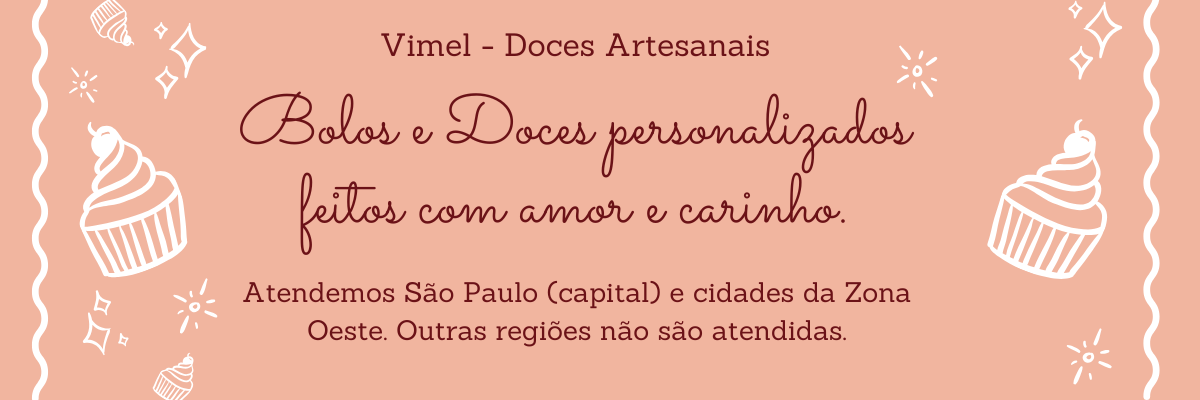 Vimel - Doces Artesanais
Bolos e Doces personalizados
feitos com amor e carinho.
Atendemos São Paulo (capital) e cidades da Zona
Oeste. Outras regiões não são atendidas.